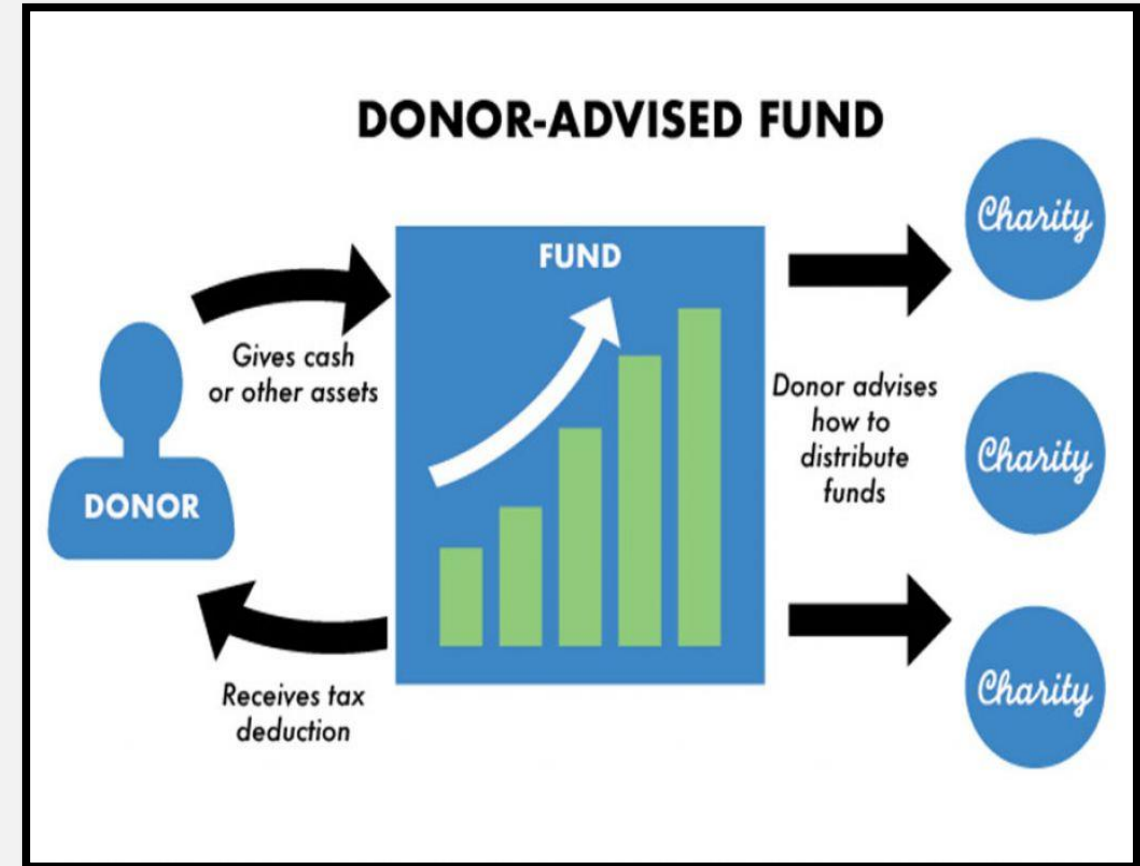 DONOR-ADVISED FUND
FUND
Gives cash
or other assets
DONOR
Receives tax
deduction
Donor advises
how to
distribute
funds
Charity
Charity
Charity